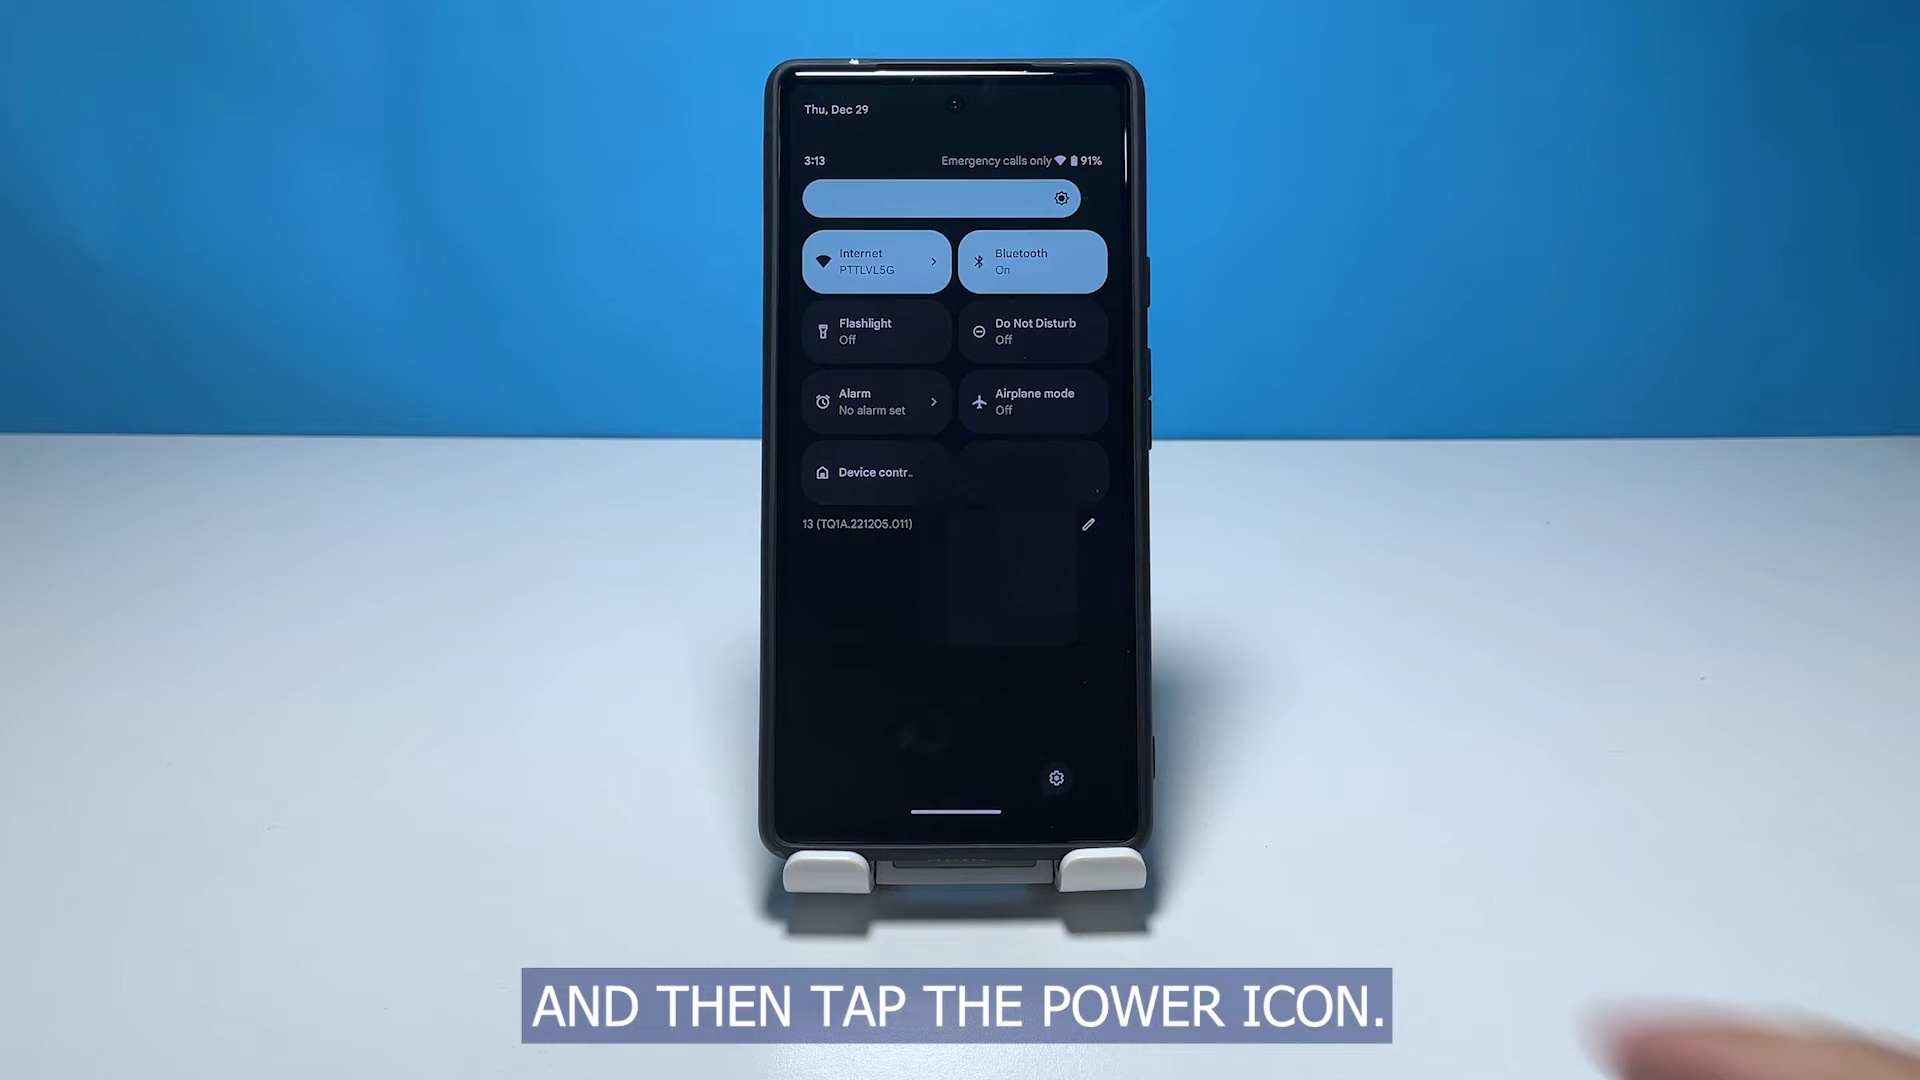 Thu, Dec 29
3:13
Emergency calls only 91%
Internet
PTTLVL5G
Bluetooth
On
Flashlight
Off
Do Not Disturb
Off
Alarm
No alarm set
Airplane mode
Off
Device contr..
13 (TQ1A.221205.011)
AND THEN TAP THE POWER ICON.